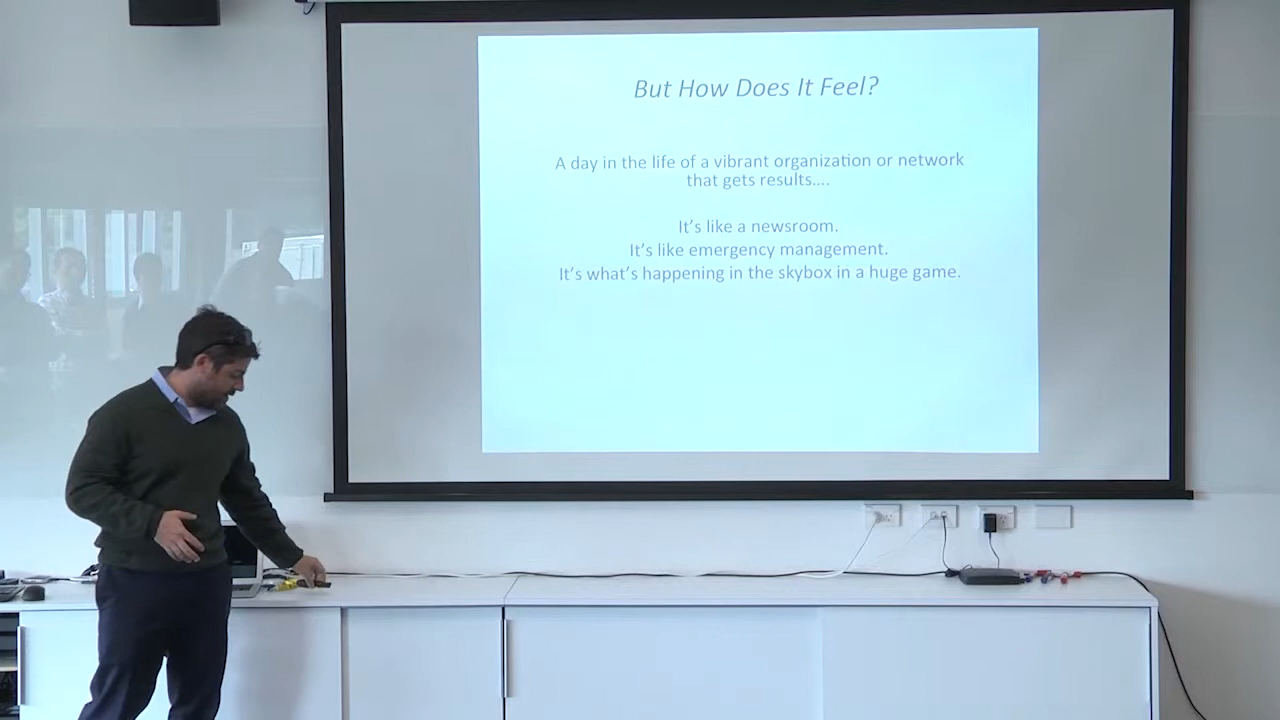 But How Does It Feel?
A day in the life of a vibrant organization or network
that gets results....
It's like a newsroom.
It's like emergency management.
It's what's happening in the skybox in a huge game.